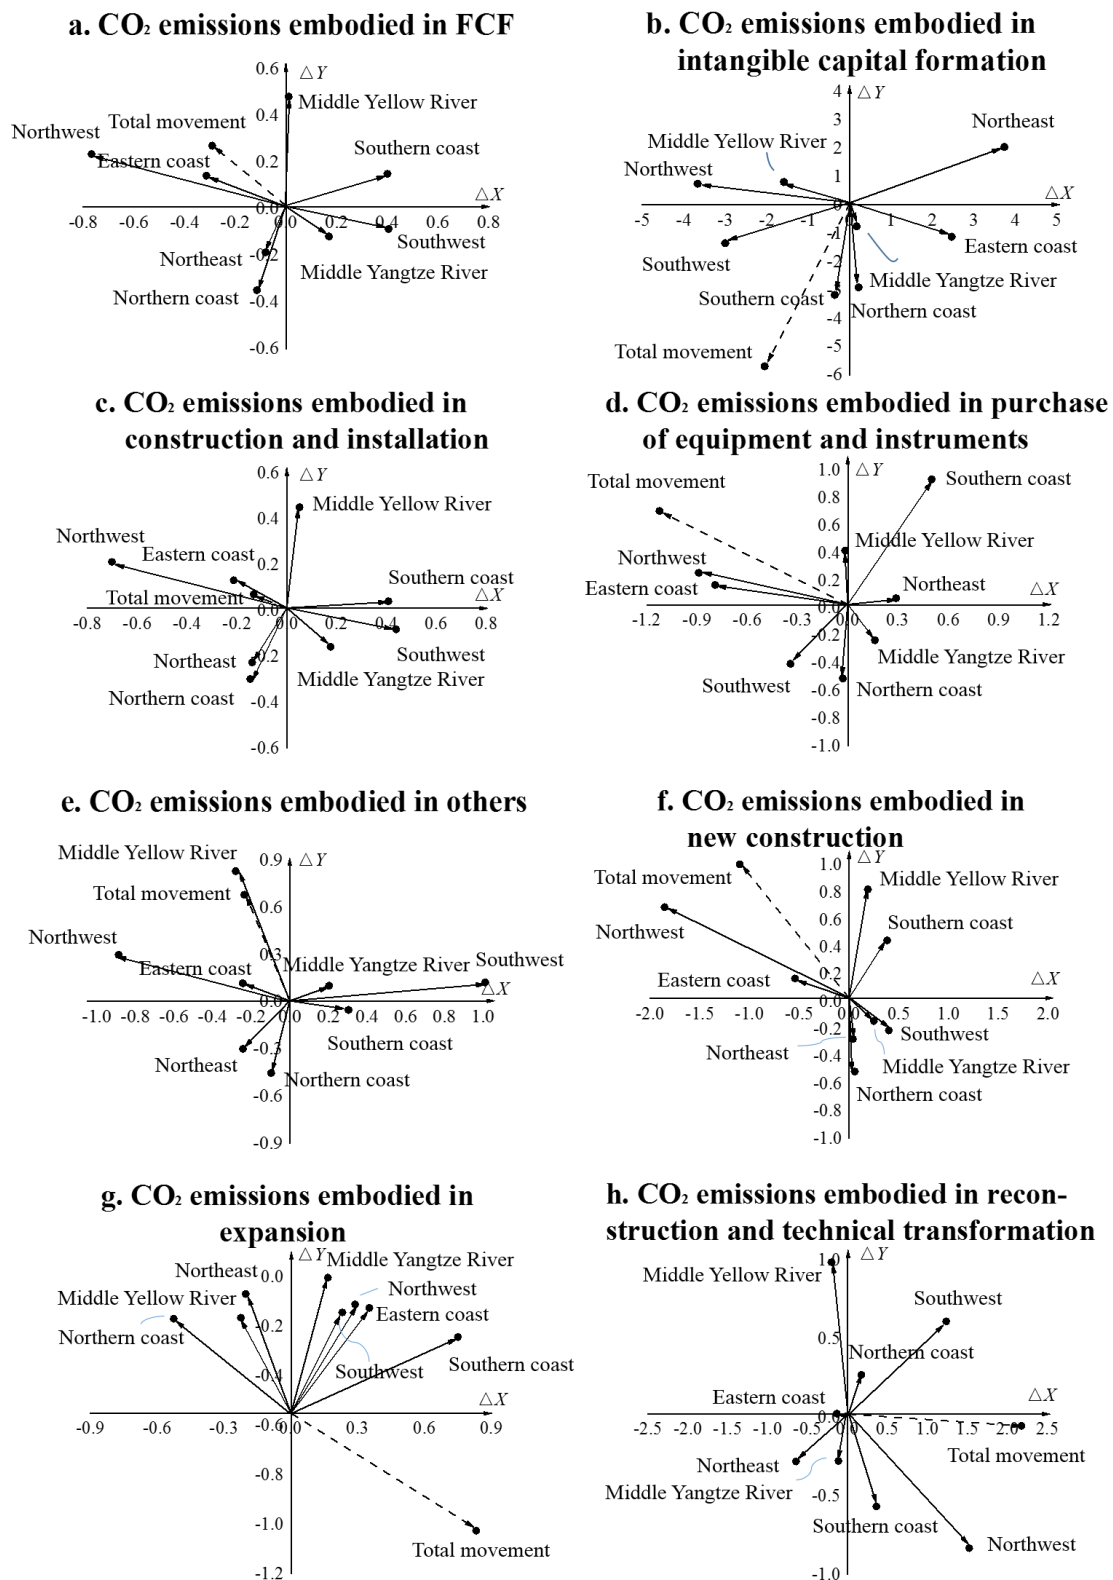 a. CO₂ emissions embodied in FCF
△Y
0.6
0.4
0.2
0.0
-0.2
-0.4
-0.6
-0.8 -0.6 -0.4 -0.2 0.0 0.2 0.4 0.6 0.8
△X
Middle Yellow River
Total movement
Northwest
Eastern coast
Southern coast
Southwest
Northeast
Middle Yangtze River
Northern coast
b. CO₂ emissions embodied in
intangible capital formation
△Y
4
3
2
1
0
-1
-2
-3
-4
-5
-6
-5 -4 -3 -2 -1 0 1 2 3 4 5
△X
Northeast
Middle Yellow River
Northwest
Eastern coast
Southwest
Middle Yangtze River
Southern coast
Northern coast
Total movement
c. CO₂ emissions embodied in
construction and installation
△Y
0.6
0.4
0.2
0.0
-0.2
-0.4
-0.6
-0.8 -0.6 -0.4 -0.2 0.0 0.2 0.4 0.6 0.8
△X
Middle Yellow River
Northwest
Eastern coast
Southern coast
Total movement
Southwest
Northeast
Middle Yangtze River
Northern coast
d. CO₂ emissions embodied in purchase
of equipment and instruments
△Y
1.0
0.8
0.6
0.4
0.2
0.0
-0.2
-0.4
-0.6
-0.8
-1.0
-1.2 -0.9 -0.6 -0.3 0.0 0.3 0.6 0.9 1.2
△X
Southern coast
Total movement
Middle Yellow River
Northwest
Northeast
Eastern coast
Middle Yangtze River
Southwest
Northern coast
e. CO₂ emissions embodied in others
△Y
0.9
0.6
0.3
0.0
-0.3
-0.6
-0.9
-1.0 -0.8 -0.6 -0.4 -0.2 0.0 0.2 0.4 0.6 0.8 1.0
△X
Middle Yellow River
Total movement
Northwest
Eastern coast
Middle Yangtze River
Southwest
Southern coast
Northeast
Northern coast
f. CO₂ emissions embodied in
new construction
△Y
1.0
0.8
0.6
0.4
0.2
0.0
-0.2
-0.4
-0.6
-0.8
-1.0
-2.0 -1.5 -1.0 -0.5 0.0 0.5 1.0 1.5 2.0
△X
Total movement
Middle Yellow River
Northwest
Southern coast
Eastern coast
Southwest
Northeast
Middle Yangtze River
Northern coast
g. CO₂ emissions embodied in
expansion
△Y
0.0
-0.2
-0.4
-0.6
-0.8
-1.0
-1.2
-0.9 -0.6 -0.3 0.0 0.3 0.6 0.9
△X
Middle Yangtze River
Northeast
Northwest
Middle Yellow River
Eastern coast
Northern coast
Southwest
Southern coast
Total movement
h. CO₂ emissions embodied in recon-
struction and technical transformation
△Y
1.0
0.5
0.0
-0.5
-1.0
-2.5 -2.0 -1.5 -1.0 -0.5 0.0 0.5 1.0 1.5 2.0 2.5
△X
Middle Yellow River
Southwest
Northern coast
Eastern coast
Total movement
Northeast
Middle Yangtze River
Southern coast
Northwest